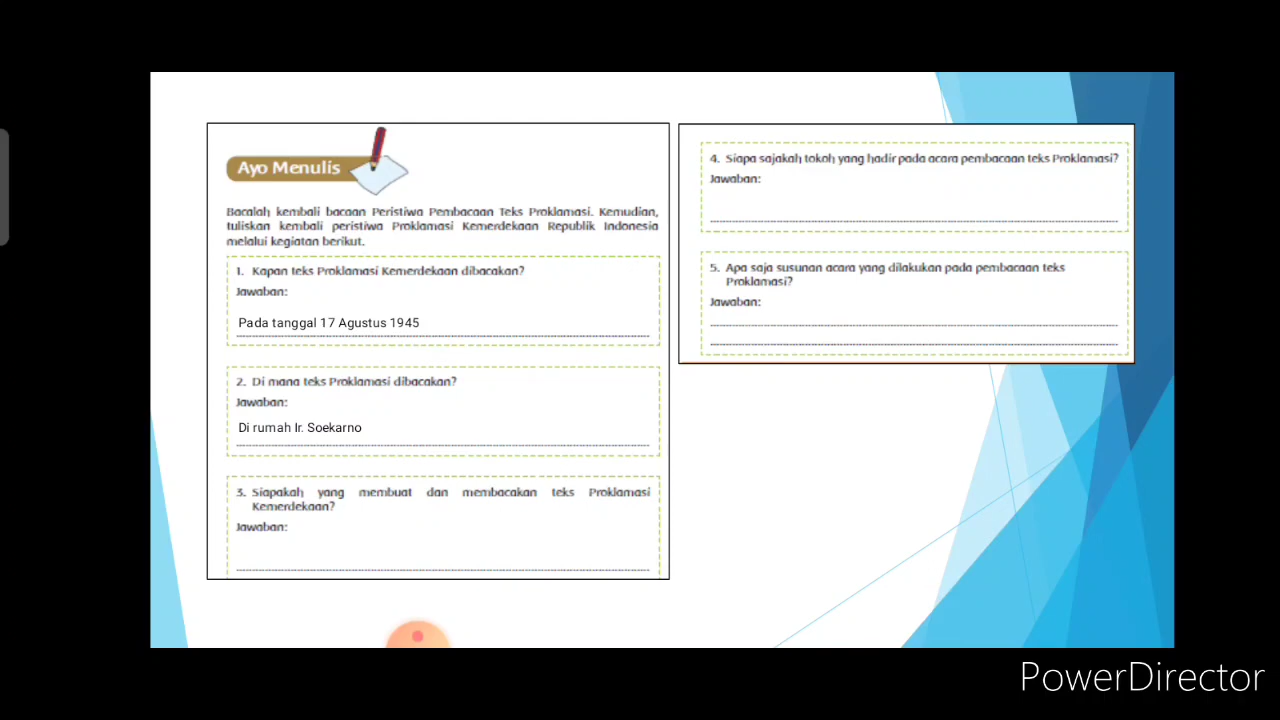 Ayo Menulis
Bacalah kembali bacaan Peristiwa Pembacaan Teks Proklamasi. Kemudian,
tuliskan kembali peristiwa Proklamasi Kemerdekaan Republik Indonesia
melalui kegiatan berikut.
1. Kapan teks Proklamasi Kemerdekaan dibacakan?
Jawaban:
Pada tanggal 17 Agustus 1945
2. Di mana teks Proklamasi dibacakan?
Jawaban:
Di rumah Ir. Soekarno
3. Siapakah yang membuat dan membacakan teks Proklamasi
Kemerdekaan?
Jawaban:
4. Siapa sajakah tokoh yang hadir pada acara pembacaan teks Proklamasi?
Jawaban:
5. Apa saja susunan acara yang dilakukan pada pembacaan teks
Proklamasi?
Jawaban:
PowerDirector